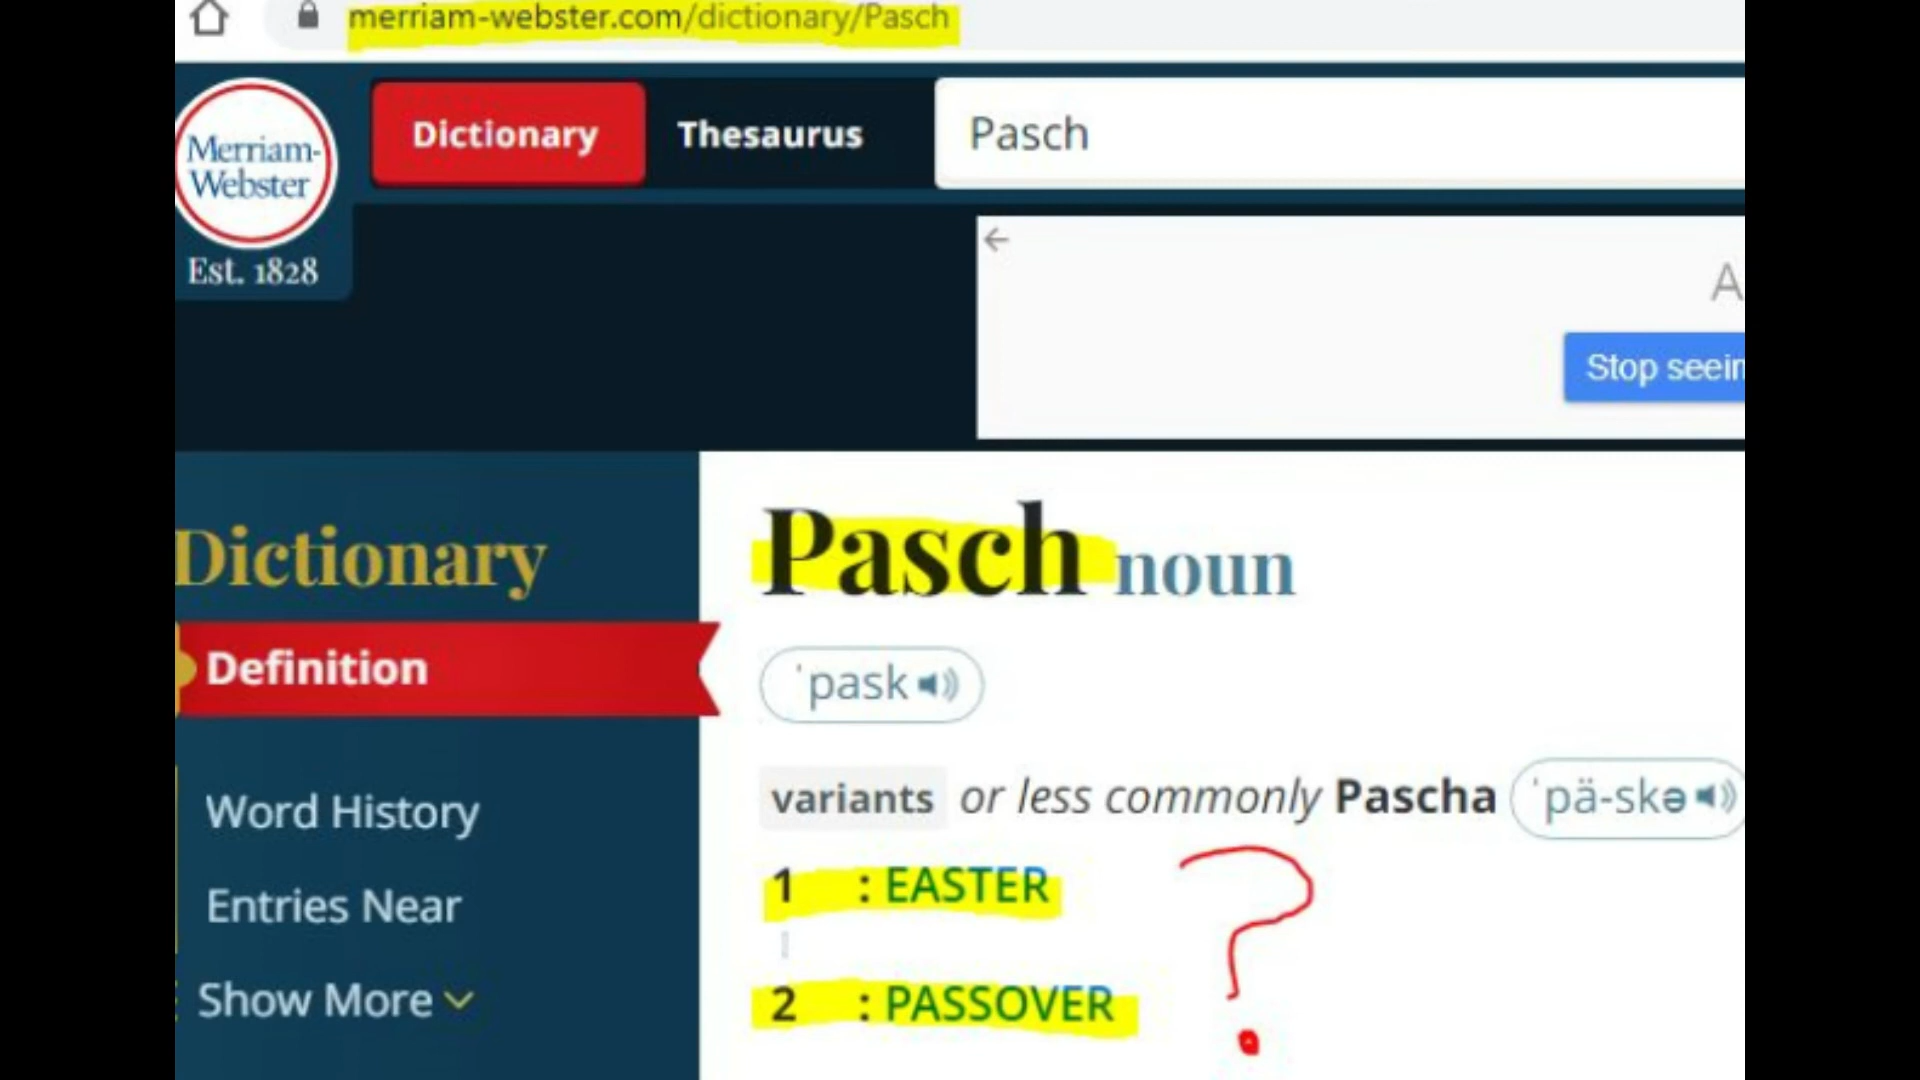 merriam-webster.com/dictionary/Pasch
Merriam-
Webster
Est. 1828
Dictionary
Thesaurus
Pasch
A
Stop seein
Dictionary
Definition
Word History
Entries Near
Show More
Pasch noun
ˈpask
variants or less commonly Pascha ˈpä-skə
1 : EASTER
2 : PASSOVER
?